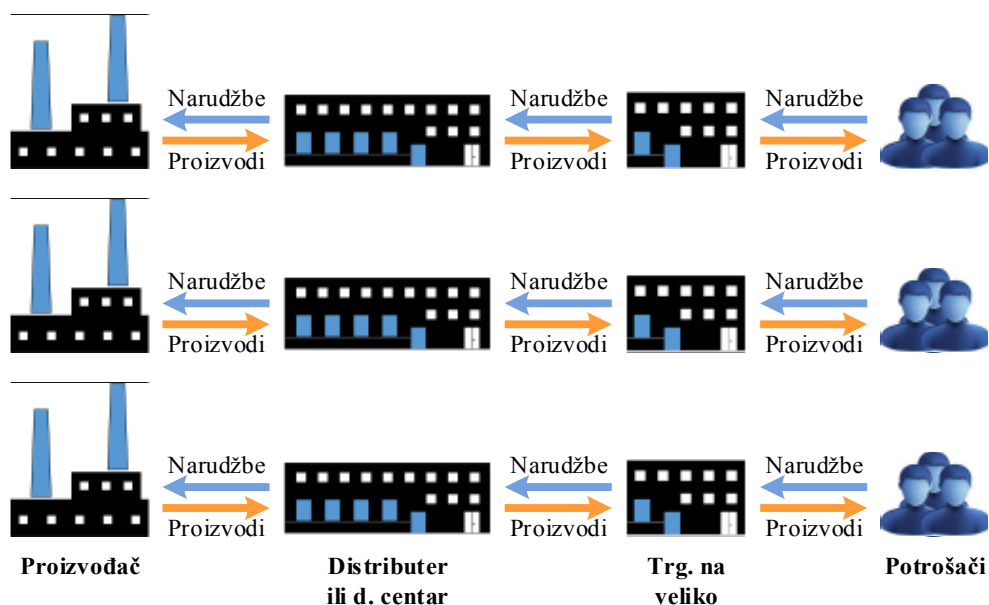 Narudžbe Narudžbe Narudžbe
Proizvodi Proizvodi Proizvodi
Narudžbe Narudžbe Narudžbe
Proizvodi Proizvodi Proizvodi
Narudžbe Narudžbe Narudžbe
Proizvodi Proizvodi Proizvodi
Proizvođač Distributer Trg. na Potrošači
ili d. centar veliko